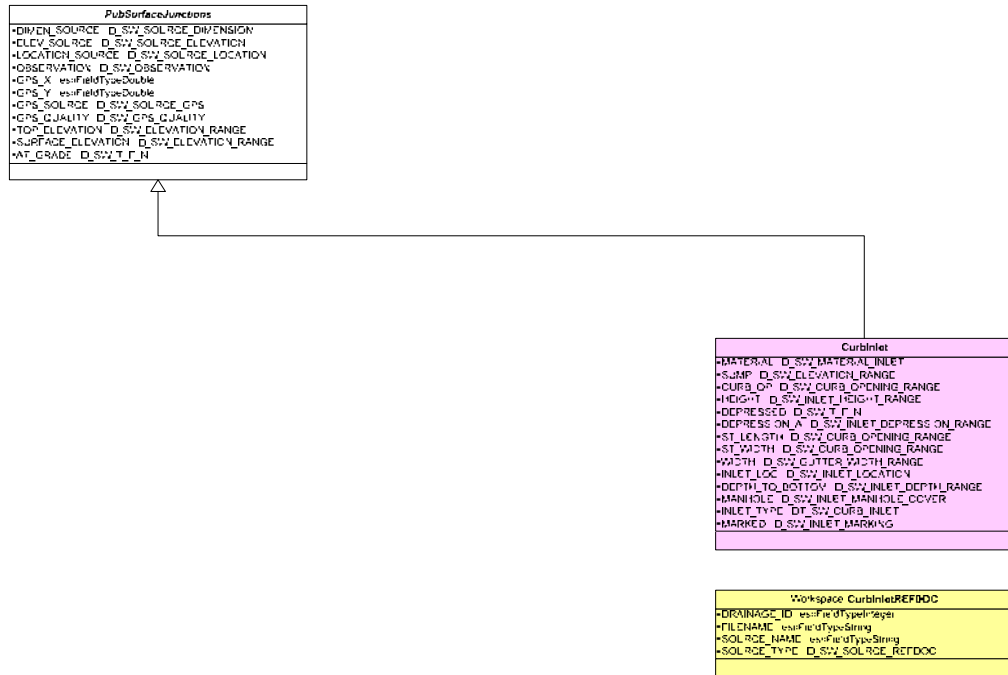 PubSurfaceJunctions
+DIMEN_SOURCE D_SW_SOURCE_DIMENSION
+ELEV_SOURCE D_SW_SOURCE_ELEVATION
+LOCATION_SOURCE D_SW_SOURCE_LOCATION
+OBSERVATION D_SW_OBSERVATION
+GPS_X esriFieldTypeDouble
+GPS_Y esriFieldTypeDouble
+GPS_SOURCE D_SW_SOURCE_GPS
+GPS_QUALITY D_SW_GPS_QUALITY
+TOP_ELEVATION D_SW_ELEVATION_RANGE
+SURFACE_ELEVATION D_SW_ELEVATION_RANGE
+AT_GRADE D_SW_T_F_N
CurbInlet
+MATERIAL D_SW_MATERIAL_INLET
+SUMP D_SW_ELEVATION_RANGE
+CURB_OP D_SW_CURB_OPENING_RANGE
+HEIGHT D_SW_INLET_HEIGHT_RANGE
+DEPRESSED D_SW_T_F_N
+DEPRESSION_A D_SW_INLET_DEPRESSION_RANGE
+ST_LENGTH D_SW_CURB_OPENING_RANGE
+ST_WIDTH D_SW_CURB_OPENING_RANGE
+WIDTH D_SW_GUTTER_WIDTH_RANGE
+INLET_LOC D_SW_INLET_LOCATION
+DEPTH_TO_BOTTOM D_SW_INLET_DEPTH_RANGE
+MANHOLE D_SW_INLET_MANHOLE_COVER
+INLET_TYPE DT_SW_CURB_INLET
+MARKED D_SW_INLET_MARKING
Workspace CurbInletREFDOC
+DRAINAGE_ID esriFieldTypeInteger
+FILENAME esriFieldTypeString
+SOURCE_NAME esriFieldTypeString
+SOURCE_TYPE D_SW_SOURCE_REFDOC